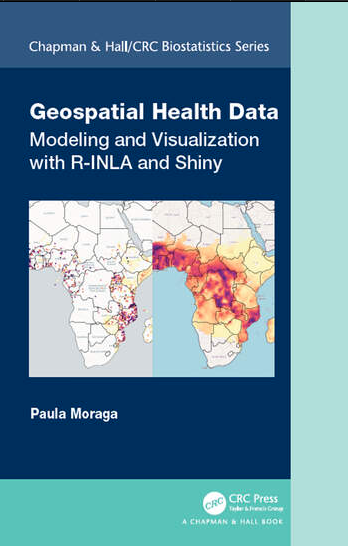 Chapman & Hall/CRC Biostatistics Series
Geospatial Health Data
Modeling and Visualization
with R-INLA and Shiny
Paula Moraga
CRC
CRC Press
Taylor & Francis Group
A CHAPMAN & HALL BOOK